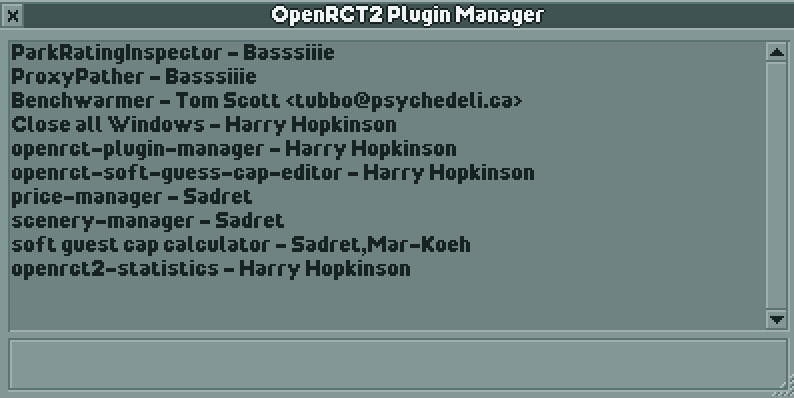 OpenRCT2 Plugin Manager
ParkRatingInspector - Basssiiie
ProxyPather - Basssiiie
Benchwarmer - Tom Scott <tubbo@psychedeli.ca>
Close all Windows - Harry Hopkinson
openrct-plugin-manager - Harry Hopkinson
openrct-soft-guess-cap-editor - Harry Hopkinson
price-manager - Sadret
scenery-manager - Sadret
soft guest cap calculator - Sadret,Mar-Koeh
openrct2-statistics - Harry Hopkinson